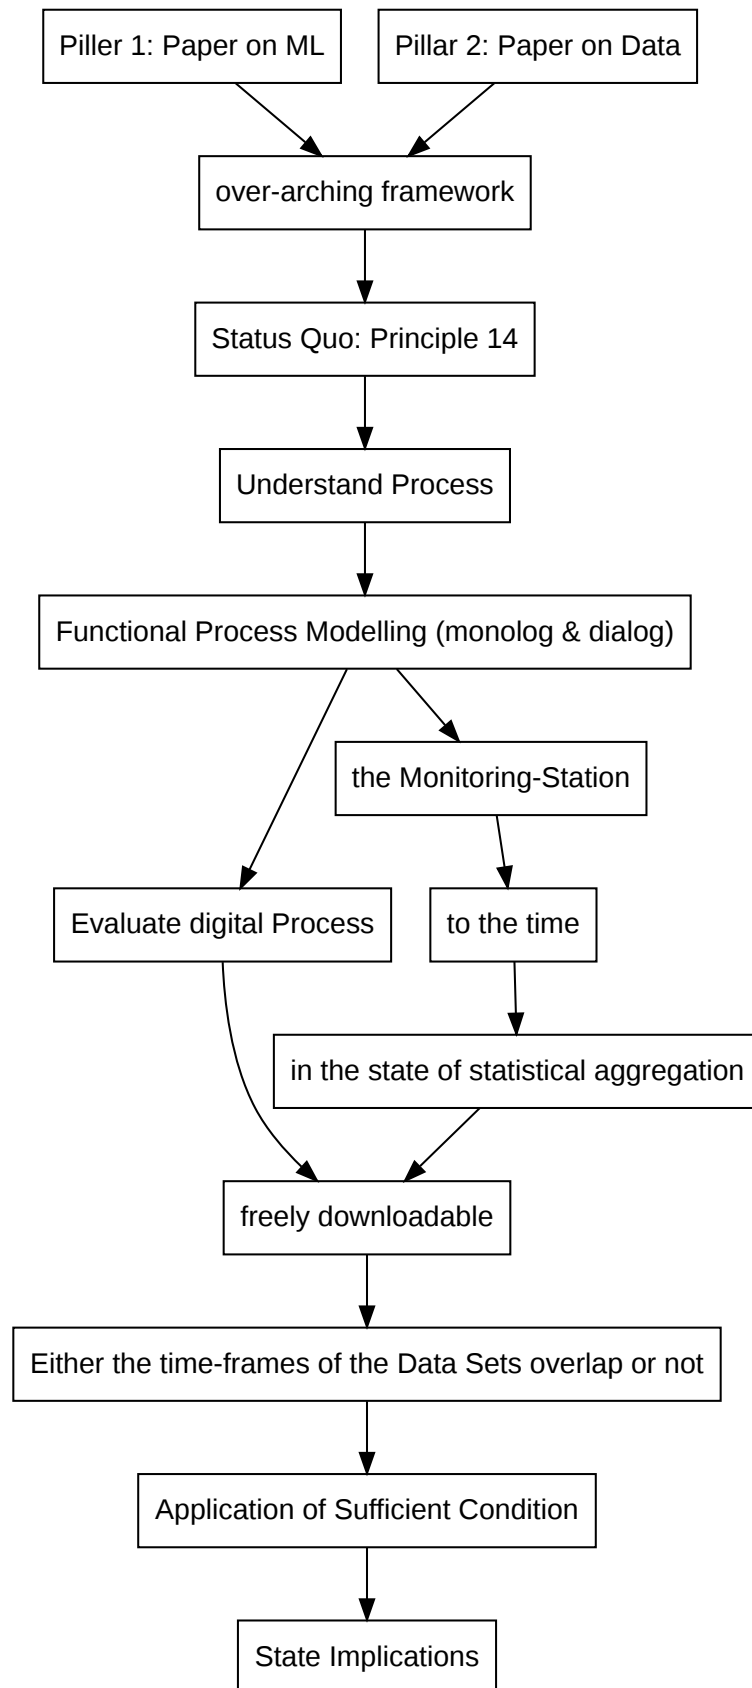 Piller 1: Paper on ML
Pillar 2: Paper on Data
over-arching framework
Status Quo: Principle 14
Understand Process
Functional Process Modelling (monolog & dialog)
the Monitoring-Station
Evaluate digital Process
to the time
in the state of statistical aggregation
freely downloadable
Either the time-frames of the Data Sets overlap or not
Application of Sufficient Condition
State Implications